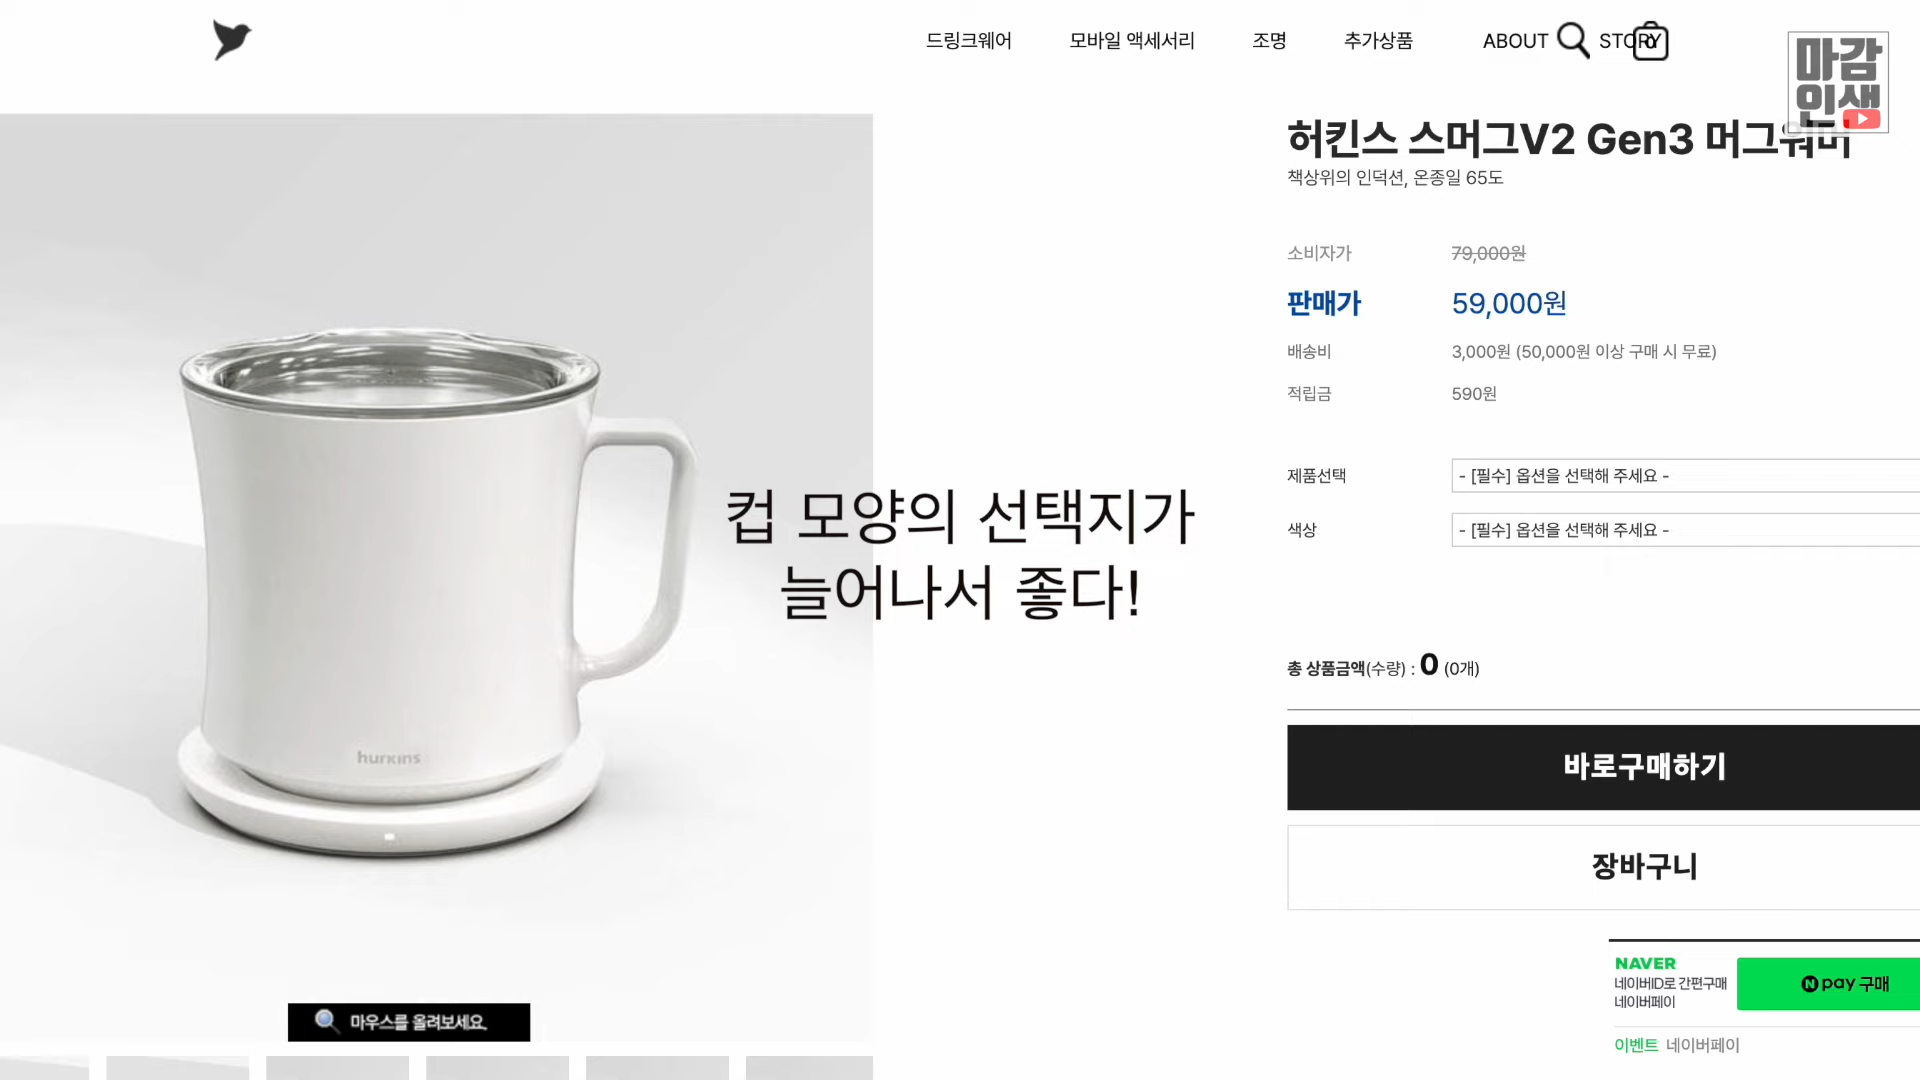 드링크웨어 모바일 액세서리 조명 추가상품 ABOUT STORY
0
마감
인생
허킨스 스머그V2 Gen3 머그워머
책상위의 인덕션, 온종일 65도
소비자가 79,000원
판매가 59,000원
배송비 3,000원 (50,000원 이상 구매 시 무료)
적립금 590원
제품선택 - [필수] 옵션을 선택해 주세요 -
색상 - [필수] 옵션을 선택해 주세요 -
컵 모양의 선택지가
늘어나서 좋다!
hurkins
총 상품금액(수량) : 0 (0개)
바로구매하기
장바구니
NAVER
네이버ID로 간편구매
네이버페이
N pay 구매
이벤트 네이버페이
마우스를 올려보세요.